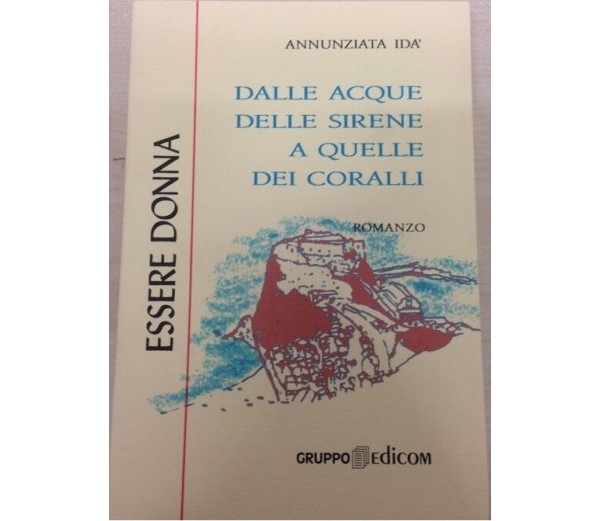 ANNUNZIATA IDA'
DALLE ACQUE
DELLE SIRENE
A QUELLE
DEI CORALLI
ROMANZO
ESSERE DONNA
GRUPPO EDICOM